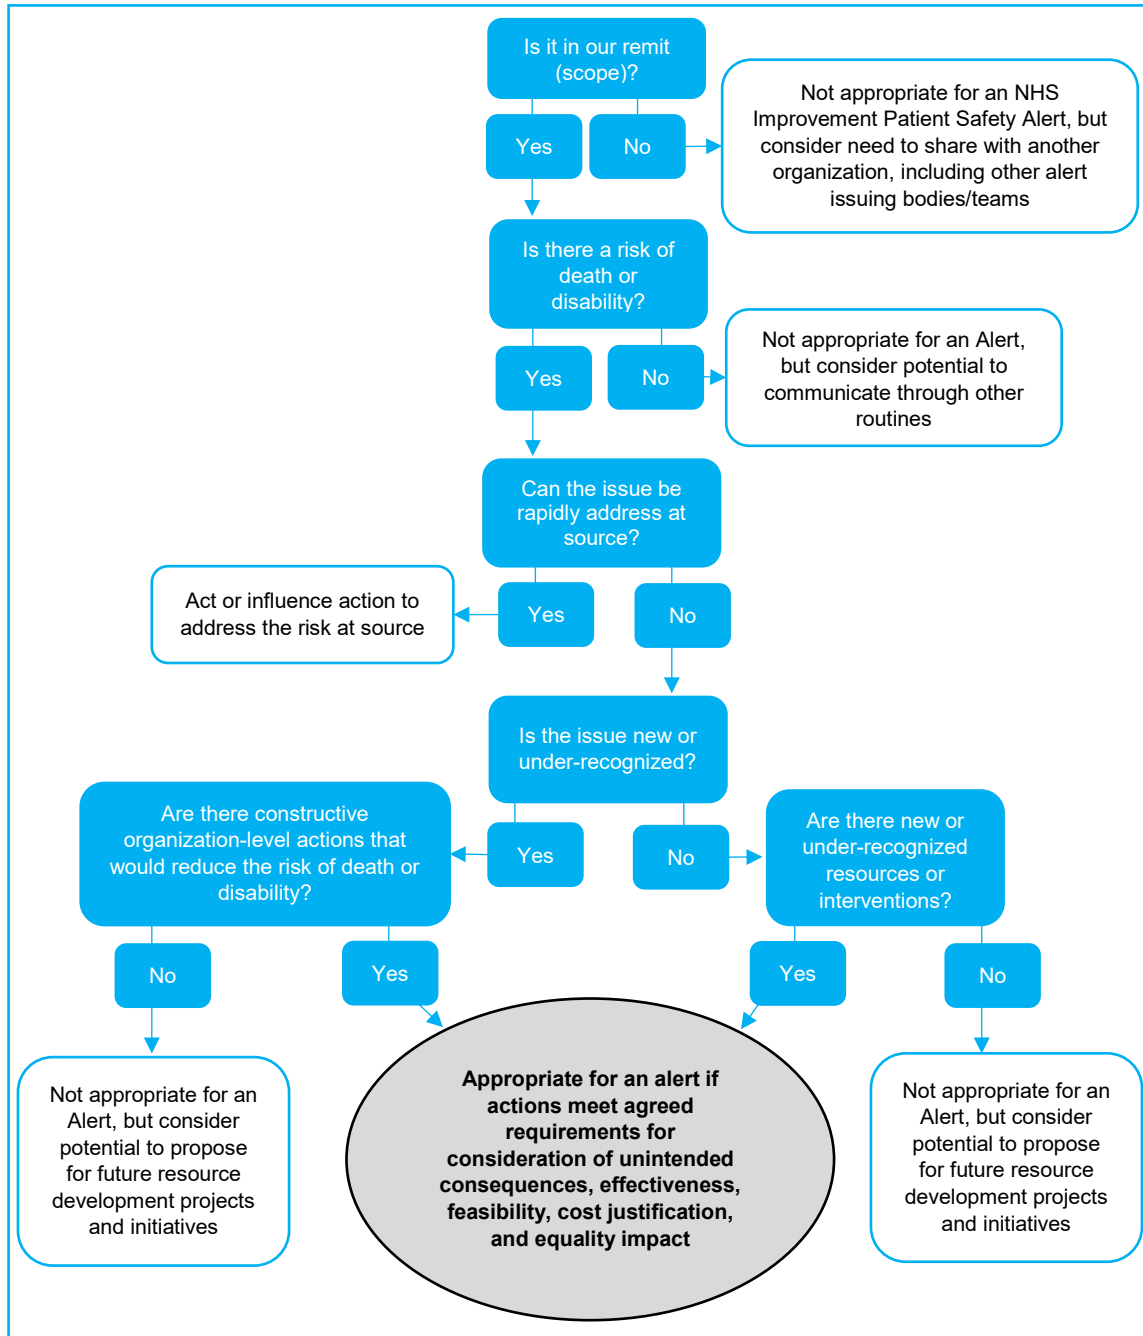 Is it in our remit
(scope)?
Yes
No
Not appropriate for an NHS
Improvement Patient Safety Alert, but
consider need to share with another
organization, including other alert
issuing bodies/teams
Is there a risk of
death or
disability?
Yes
No
Not appropriate for an Alert,
but consider potential to
communicate through other
routines
Can the issue be
rapidly address at
source?
Act or influence action to
address the risk at source
Yes
No
Is the issue new or
under-recognized?
Are there constructive
organization-level actions that
would reduce the risk of death or
disability?
Yes
No
Are there new or
under-recognized
resources or
interventions?
No
Yes
Yes
No
Not appropriate for an
Alert, but consider
potential to propose
for future resource
development projects
and initiatives
Appropriate for an alert if
actions meet agreed
requirements for
consideration of unintended
consequences, effectiveness,
feasibility, cost justification,
and equality impact
Not appropriate for an
Alert, but consider
potential to propose
for future resource
development projects
and initiatives